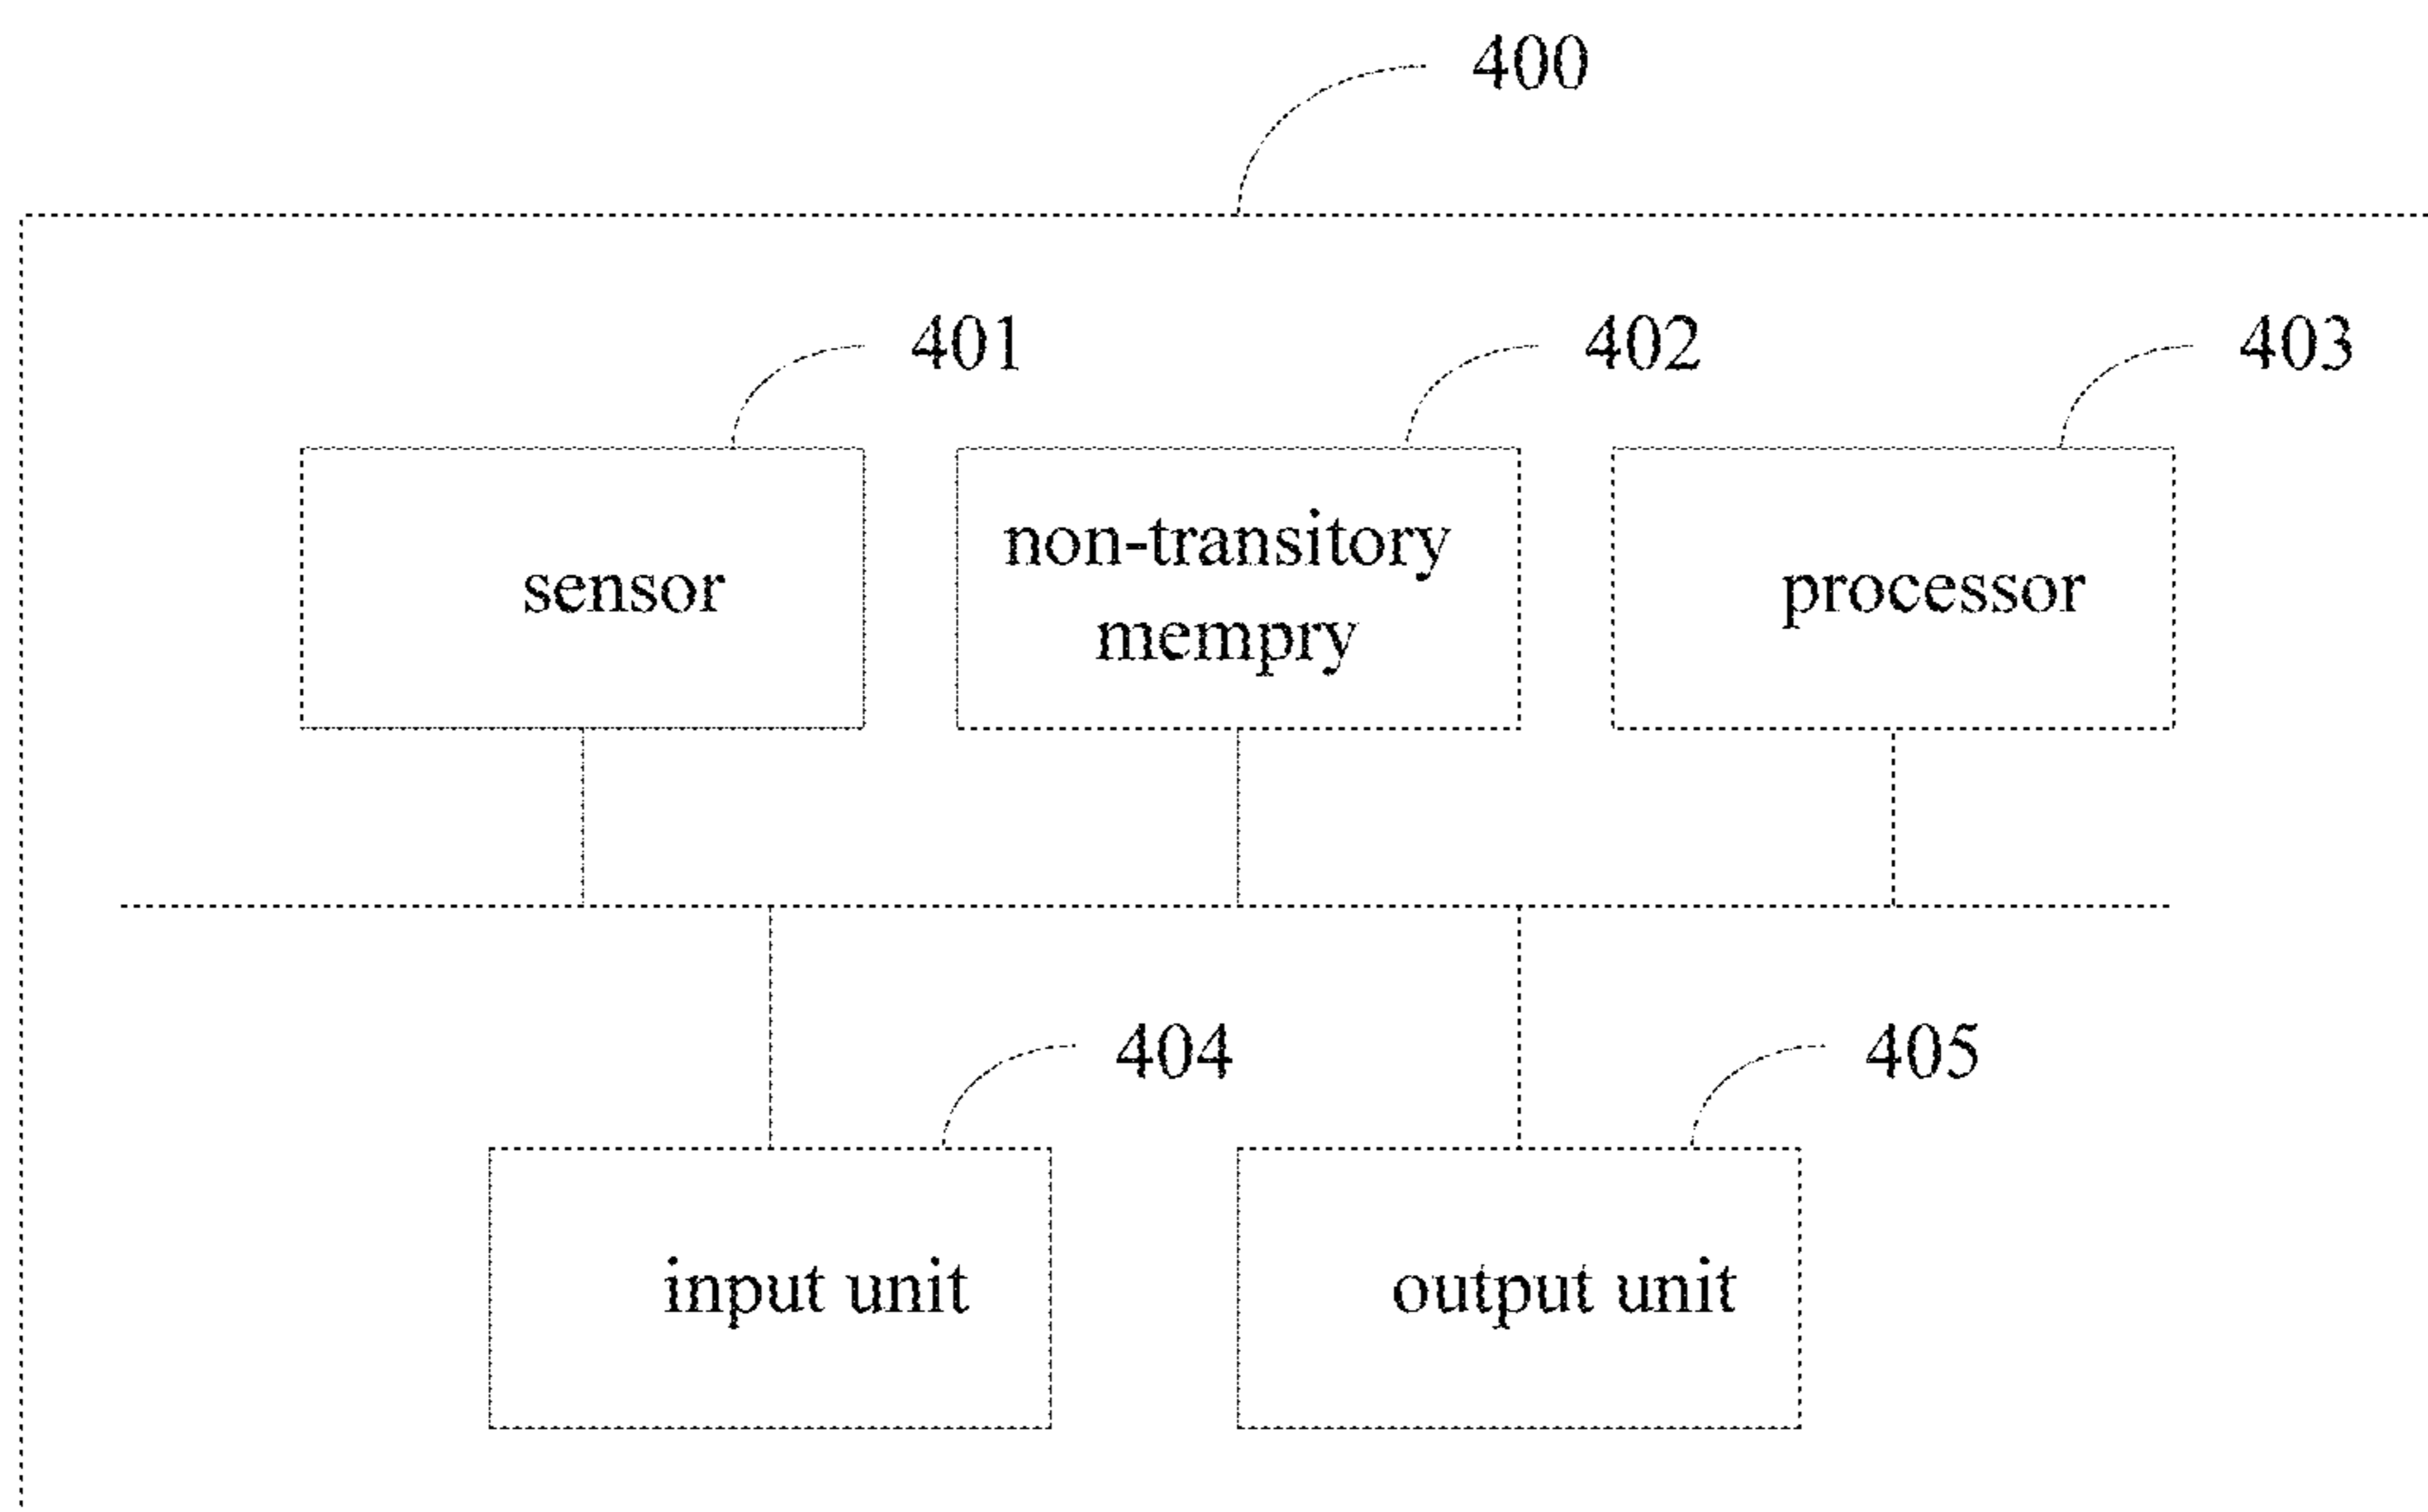 400
401
402
403
sensor
non-transitory
mempry
processor
404
405
input unit
output unit